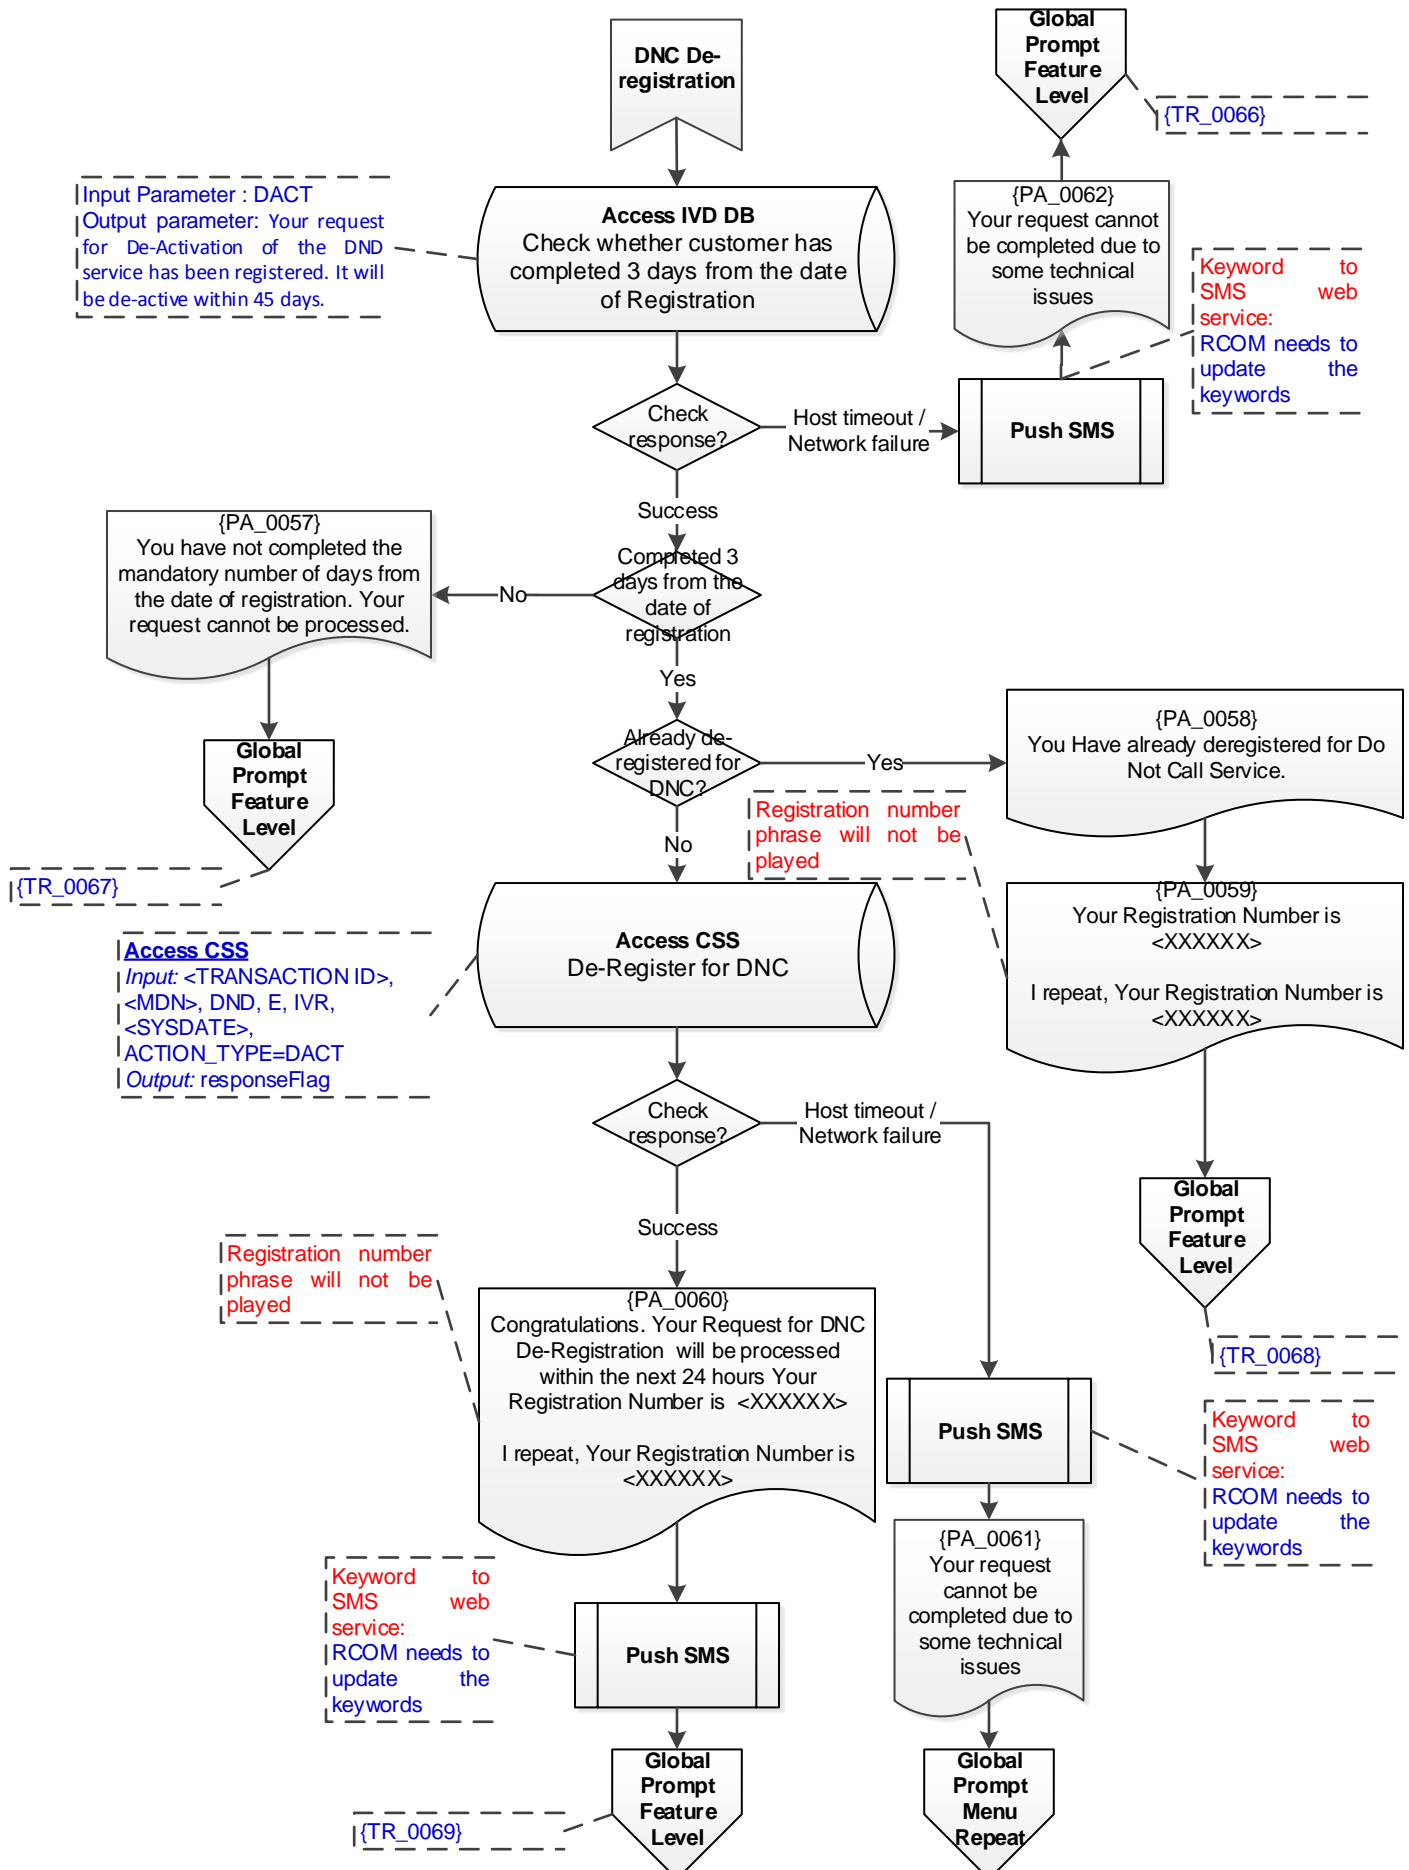 DNC De-
registration
Global
Prompt
Feature
Level
{TR_0066}
Input Parameter : DACT
Output parameter: Your request
for De-Activation of the DND
service has been registered. It will
be de-active within 45 days.
Access IVD DB
Check whether customer has
completed 3 days from the date
of Registration
{PA_0062}
Your request cannot
be completed due to
some technical
issues
Keyword to
SMS web
service:
RCOM needs to
update the
keywords
Check
response?
Host timeout /
Network failure
Push SMS
Success
{PA_0057}
You have not completed the
mandatory number of days from
the date of registration. Your
request cannot be processed.
No
Completed 3
days from the
date of
registration
Yes
Global
Prompt
Feature
Level
{TR_0067}
Already de-
registered for
DNC?
Yes
{PA_0058}
You Have already deregistered for Do
Not Call Service.
Registration number
phrase will not be
played
No
{PA_0059}
Your Registration Number is
<XXXXXX>
I repeat, Your Registration Number is
<XXXXXX>
Access CSS
De-Register for DNC
Access CSS
Input: <TRANSACTION ID>,
<MDN>, DND, E, IVR,
<SYSDATE>,
ACTION_TYPE=DACT
Output: responseFlag
Check
response?
Host timeout /
Network failure
Global
Prompt
Feature
Level
{TR_0068}
Success
Registration number
phrase will not be
played
{PA_0060}
Congratulations. Your Request for DNC
De-Registration will be processed
within the next 24 hours Your
Registration Number is <XXXXXX>
I repeat, Your Registration Number is
<XXXXXX>
Push SMS
Keyword to
SMS web
service:
RCOM needs to
update the
keywords
{PA_0061}
Your request
cannot be
completed due to
some technical
issues
Keyword to
SMS web
service:
RCOM needs to
update the
keywords
Push SMS
Global
Prompt
Feature
Level
{TR_0069}
Global
Prompt
Menu
Repeat